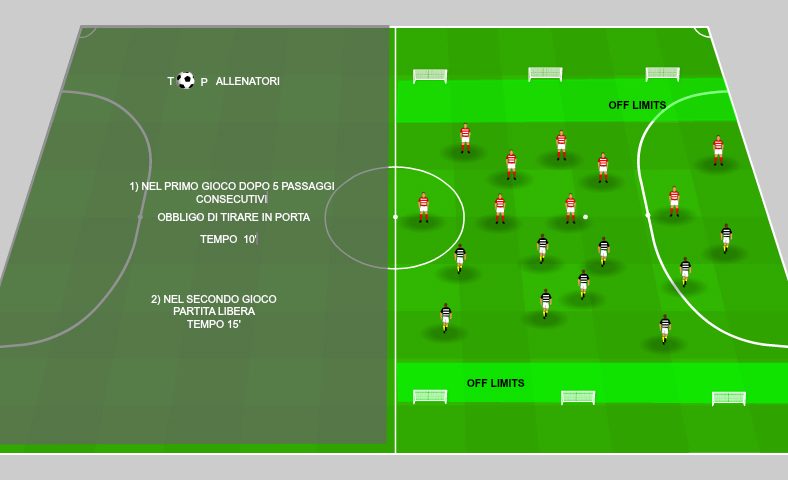 T P ALLENATORI
OFF LIMITS
1) NEL PRIMO GIOCO DOPO 5 PASSAGGI
CONSECUTIVI
OBBLIGO DI TIRARE IN PORTA
TEMPO 10'
2) NEL SECONDO GIOCO
PARTITA LIBERA
TEMPO 15'
OFF LIMITS